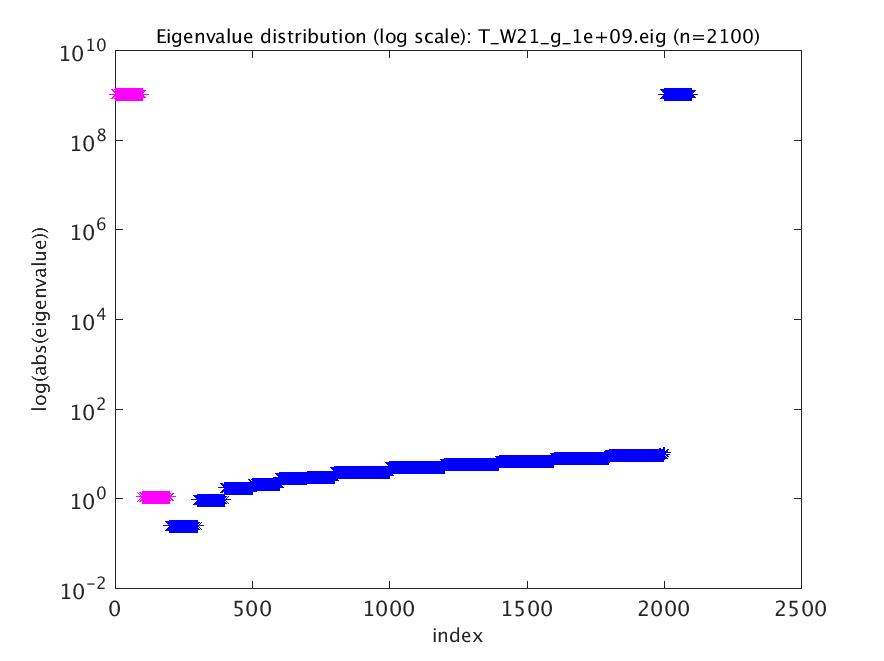 Eigenvalue distribution (log scale): T_W21_g_1e+09.eig (n=2100)
10^10
10^8
10^6
10^4
10^2
10^0
10^-2
log(abs(eigenvalue))
0 500 1000 1500 2000 2500
index